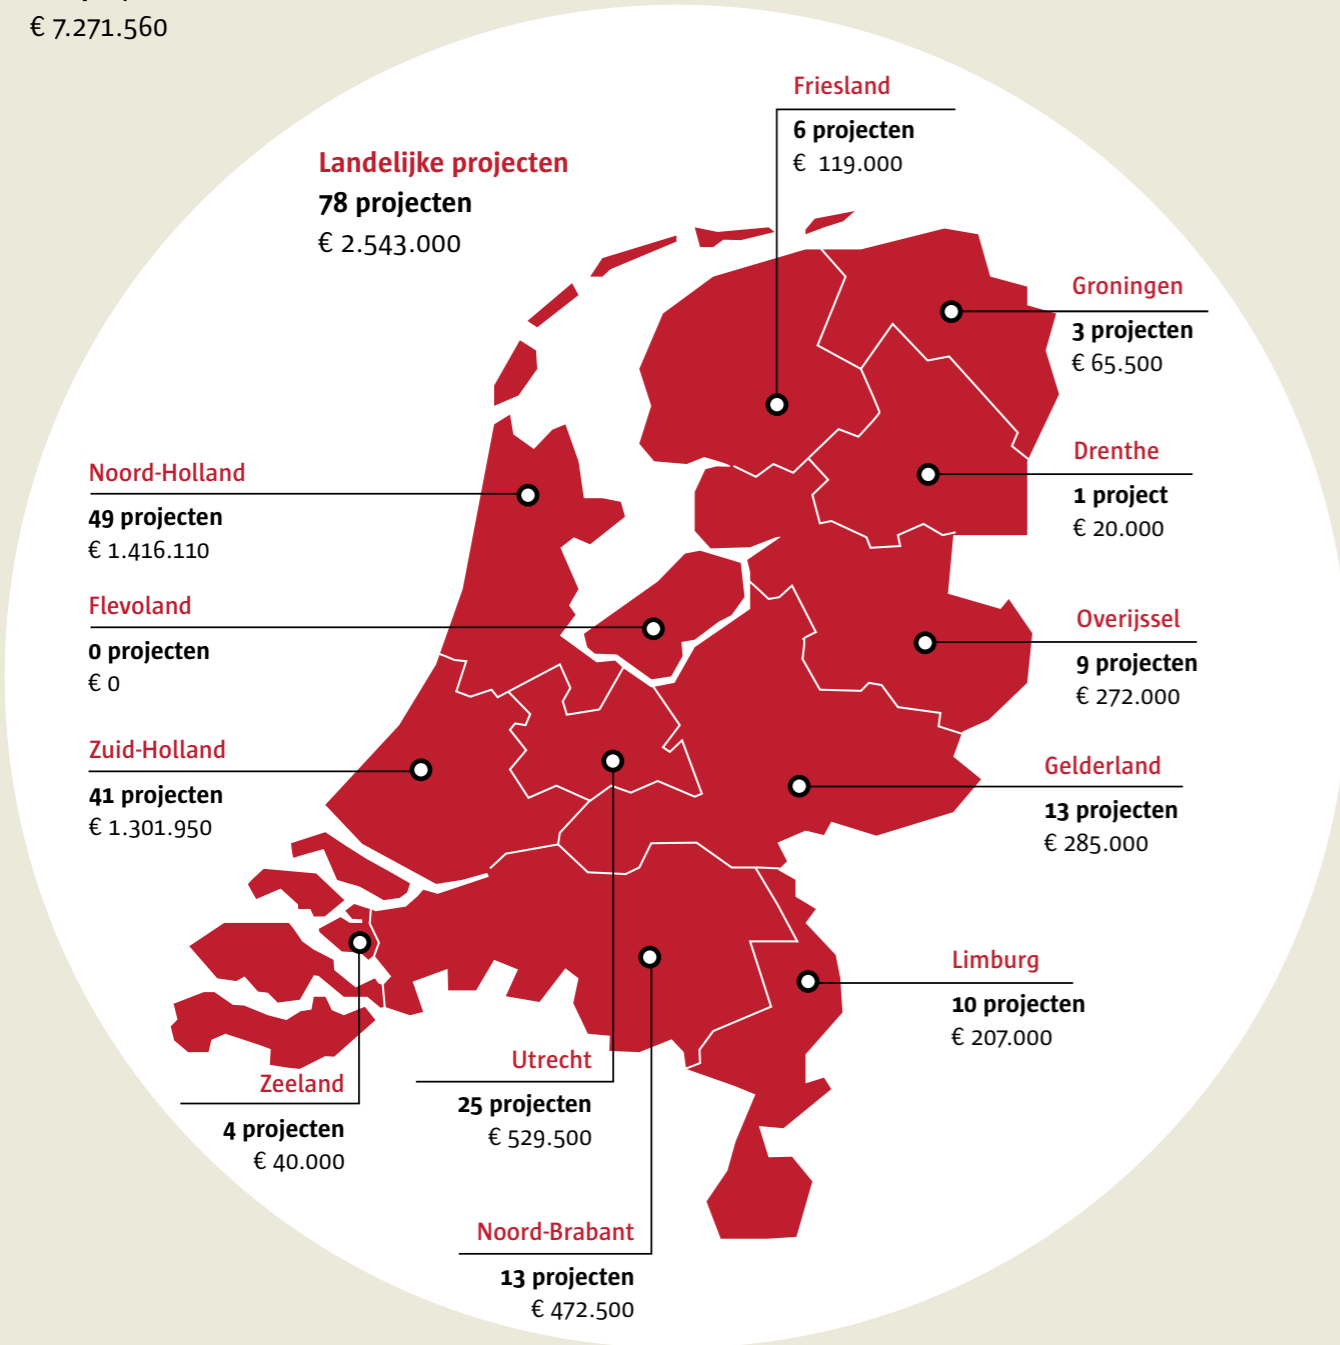 € 7.271.560
Friesland
6 projecten
€ 119.000
Landelijke projecten
78 projecten
€ 2.543.000
Groningen
3 projecten
€ 65.500
Drenthe
1 project
€ 20.000
Noord-Holland
49 projecten
€ 1.416.110
Flevoland
0 projecten
€ 0
Overijssel
9 projecten
€ 272.000
Zuid-Holland
41 projecten
€ 1.301.950
Gelderland
13 projecten
€ 285.000
Limburg
10 projecten
€ 207.000
Utrecht
25 projecten
€ 529.500
Zeeland
4 projecten
€ 40.000
Noord-Brabant
13 projecten
€ 472.500